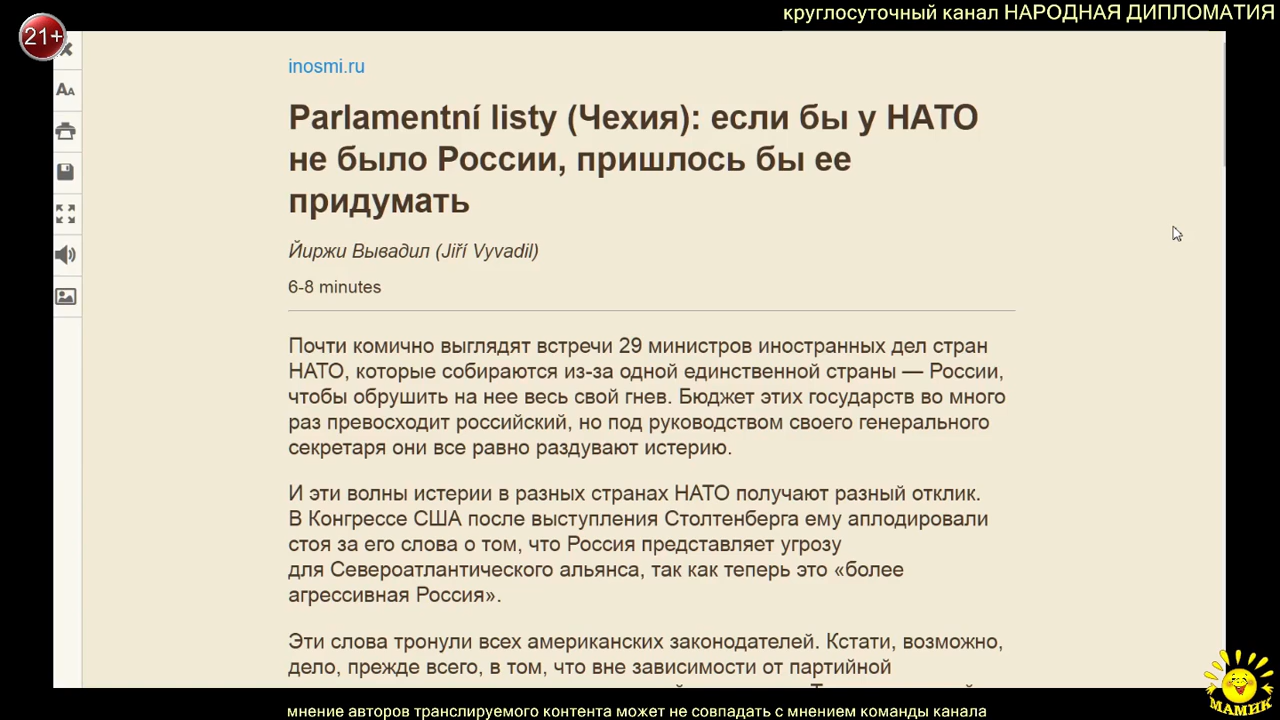 круглосуточный канал НАРОДНАЯ ДИПЛОМАТИЯ
21+
AA
inosmi.ru
Parlamentní listy (Чехия): если бы у НАТО
не было России, пришлось бы ее
придумать
Йиржи Вывадил (Jiří Vyvadil)
6-8 minutes
Почти комично выглядят встречи 29 министров иностранных дел стран
НАТО, которые собираются из-за одной единственной страны — России,
чтобы обрушить на нее весь свой гнев. Бюджет этих государств во много
раз превосходит российский, но под руководством своего генерального
секретаря они все равно раздувают истерию.
И эти волны истерии в разных странах НАТО получают разный отклик.
В Конгрессе США после выступления Столтенберга ему аплодировали
стоя за его слова о том, что Россия представляет угрозу
для Североатлантического альянса, так как теперь это «более
агрессивная Россия».
Эти слова тронули всех американских законодателей. Кстати, возможно,
дело, прежде всего, в том, что вне зависимости от партийной
МАМИК
мнение авторов транслируемого контента может не совпадать с мнением команды канала